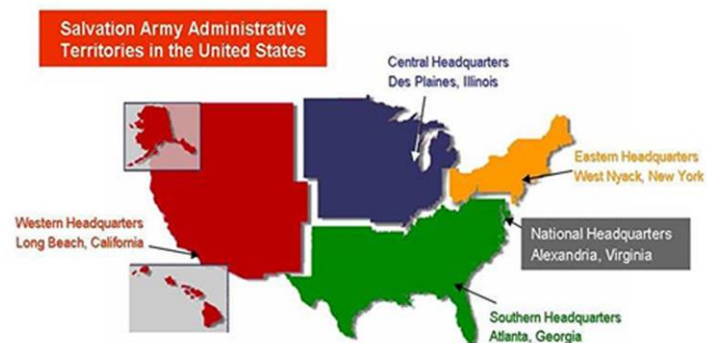 Salvation Army Administrative
Territories in the United States
Central Headquarters
Des Plaines, Illinois
Eastern Headquarters
West Nyack, New York
Western Headquarters
Long Beach, California
National Headquarters
Alexandria, Virginia
Southern Headquarters
Atlanta, Georgia